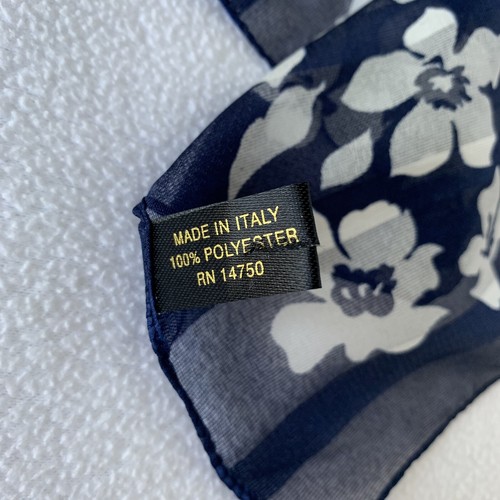 MADE IN ITALY
100% POLYESTER
RN 14750